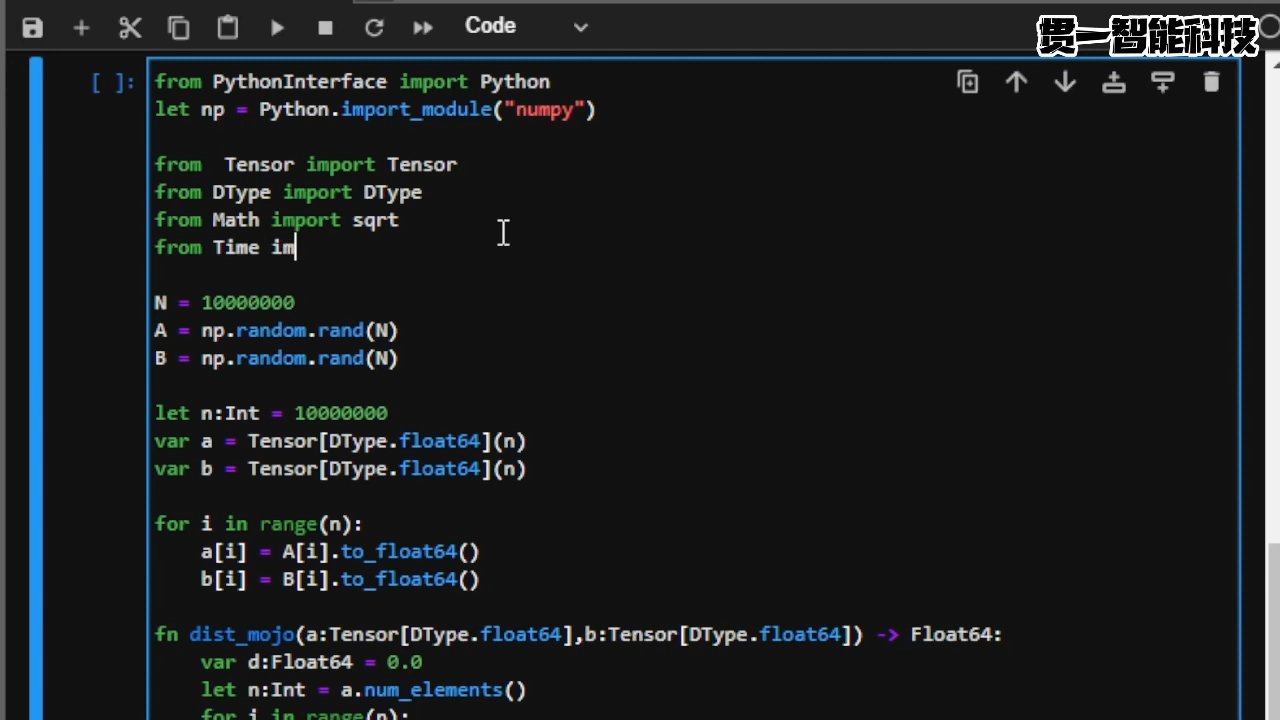 Code
贯一智能科技
[ ]:
from PythonInterface import Python
let np = Python.import_module("numpy")
from  Tensor import Tensor
from DType import DType
from Math import sqrt
from Time im
N = 10000000
A = np.random.rand(N)
B = np.random.rand(N)
let n:Int = 10000000
var a = Tensor[DType.float64](n)
var b = Tensor[DType.float64](n)
for i in range(n):
    a[i] = A[i].to_float64()
    b[i] = B[i].to_float64()
fn dist_mojo(a:Tensor[DType.float64],b:Tensor[DType.float64]) -> Float64:
    var d:Float64 = 0.0
    let n:Int = a.num_elements()
    for i in range(n):